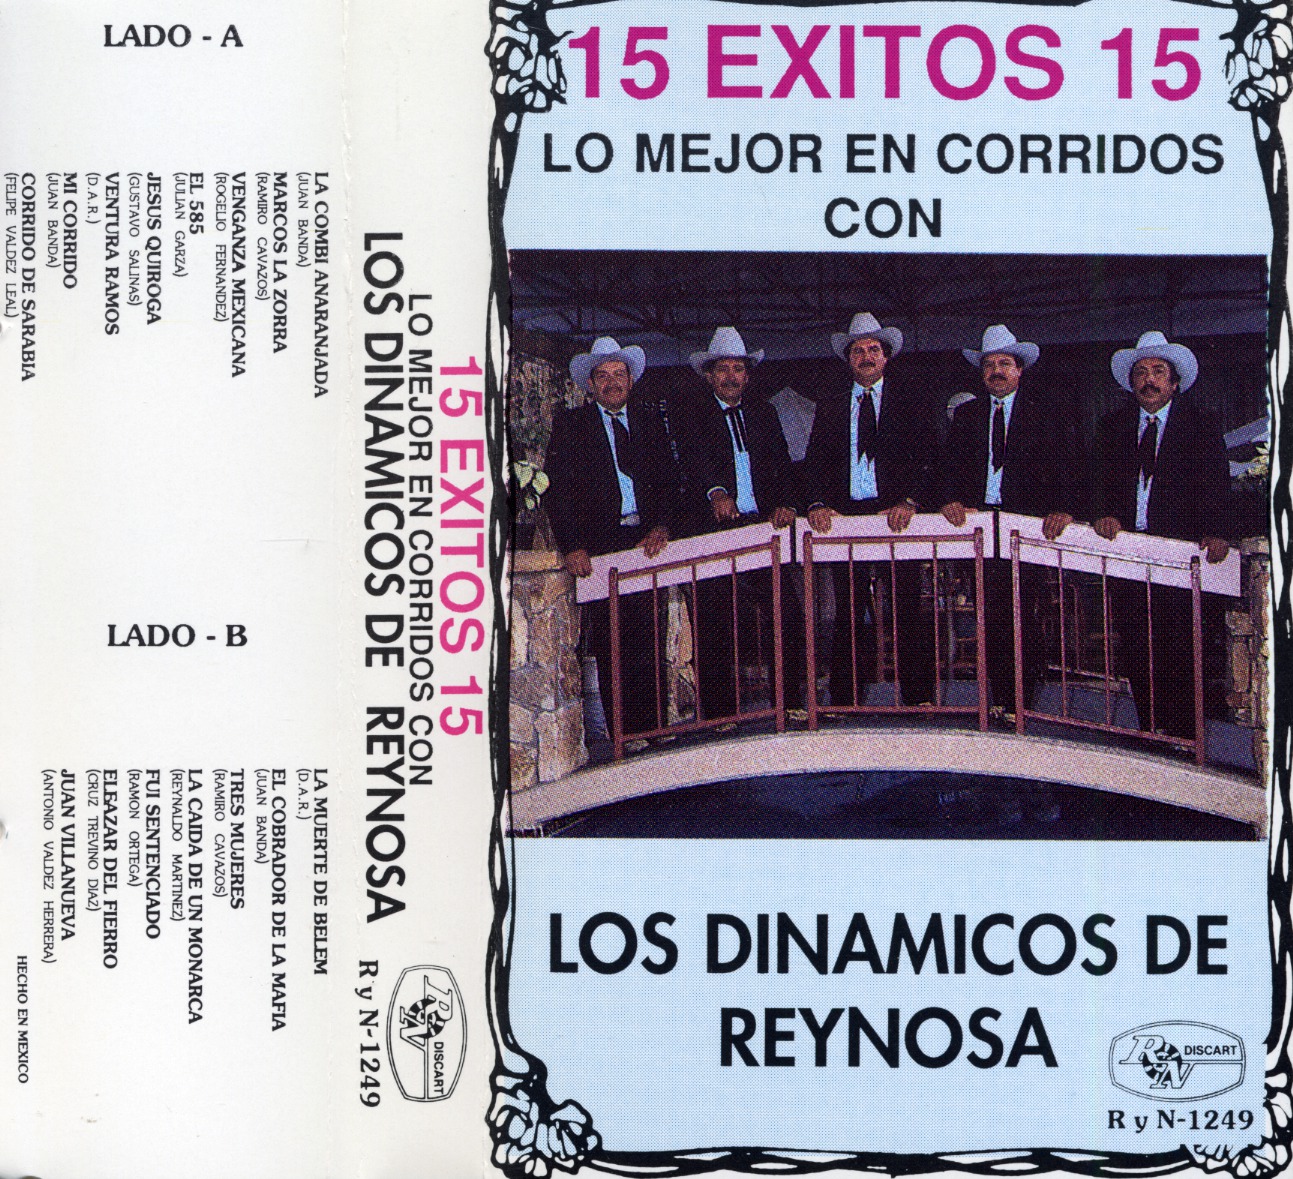 LADO - A
LA COMBI ANARANJADA
(JUAN BANDA)
MARCOS LA ZORRA
(RAMIRO CAVAZOS)
VENGANZA MEXICANA
(ROGELIO FERNANDEZ)
EL 585
(JULIAN GARZA)
JESUS QUIROGA
(GUSTAVO SALINAS)
VENTURA RAMOS
(D.A.R.)
MI CORRIDO
(JUAN BANDA)
CORRIDO DE SARABIA
(FELIPE VALDEZ LEAL)
LADO - B
LA MUERTE DE BELEM
(D.A.R.)
EL COBRADOR DE LA MAFIA
(JUAN BANDA)
TRES MUJERES
(RAMIRO CAVAZOS)
LA CAIDA DE UN MONARCA
(REYNALDO MARTINEZ)
FUI SENTENCIADO
(RAMON ORTEGA)
ELEAZAR DEL FIERRO
(CRUZ TREVINO DIAZ)
JUAN VILLANUEVA
(ANTONIO VALDEZ HERRERA)
HECHO EN MEXICO
15 EXITOS 15
LO MEJOR EN CORRIDOS CON
LOS DINAMICOS DE REYNOSA
RyN DISCART
R y N-1249
15 EXITOS 15
LO MEJOR EN CORRIDOS
CON
LOS DINAMICOS DE
REYNOSA
RyN DISCART
R y N-1249